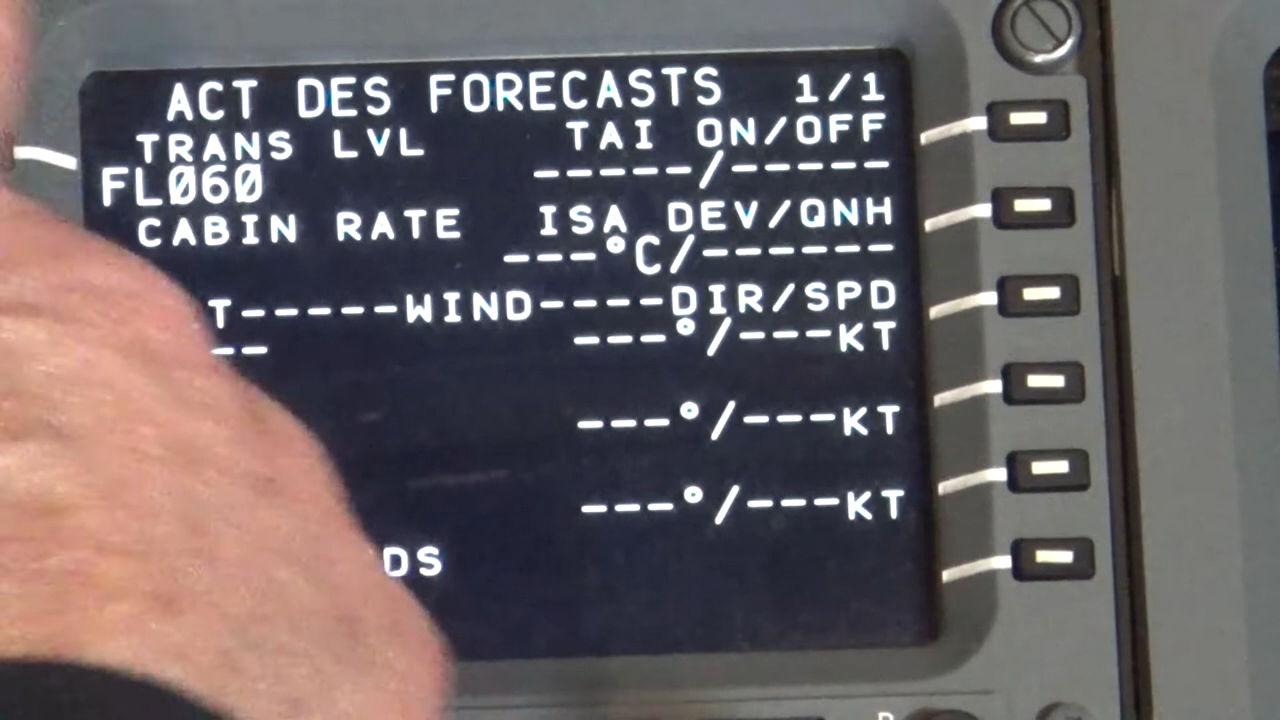 ACT DES FORECASTS 1/1
TRANS LVL TAI ON/OFF
FL060 -----/-----
CABIN RATE ISA DEV/QNH
---°C/------
T-----WIND----DIR/SPD
-- ---°/---KT
---°/---KT
---°/---KT
DS